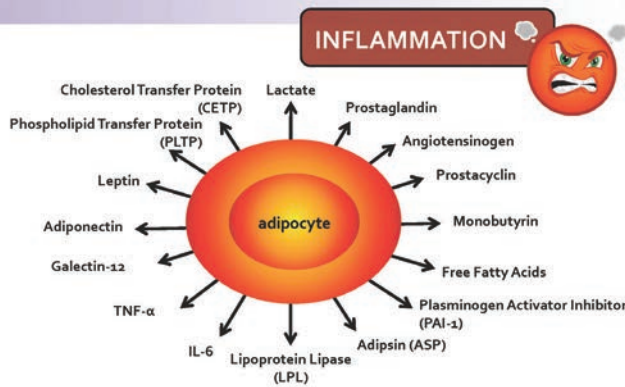 INFLAMMATION
Cholesterol Transfer Protein
(CETP)
Lactate
Prostaglandin
Phospholipid Transfer Protein
(PLTP)
Angiotensinogen
Leptin
Prostacyclin
Adiponectin
adipocyte
Monobutyrin
Galectin-12
Free Fatty Acids
TNF-α
Plasminogen Activator Inhibitor
(PAI-1)
IL-6
Lipoprotein Lipase
(LPL)
Adipsin (ASP)